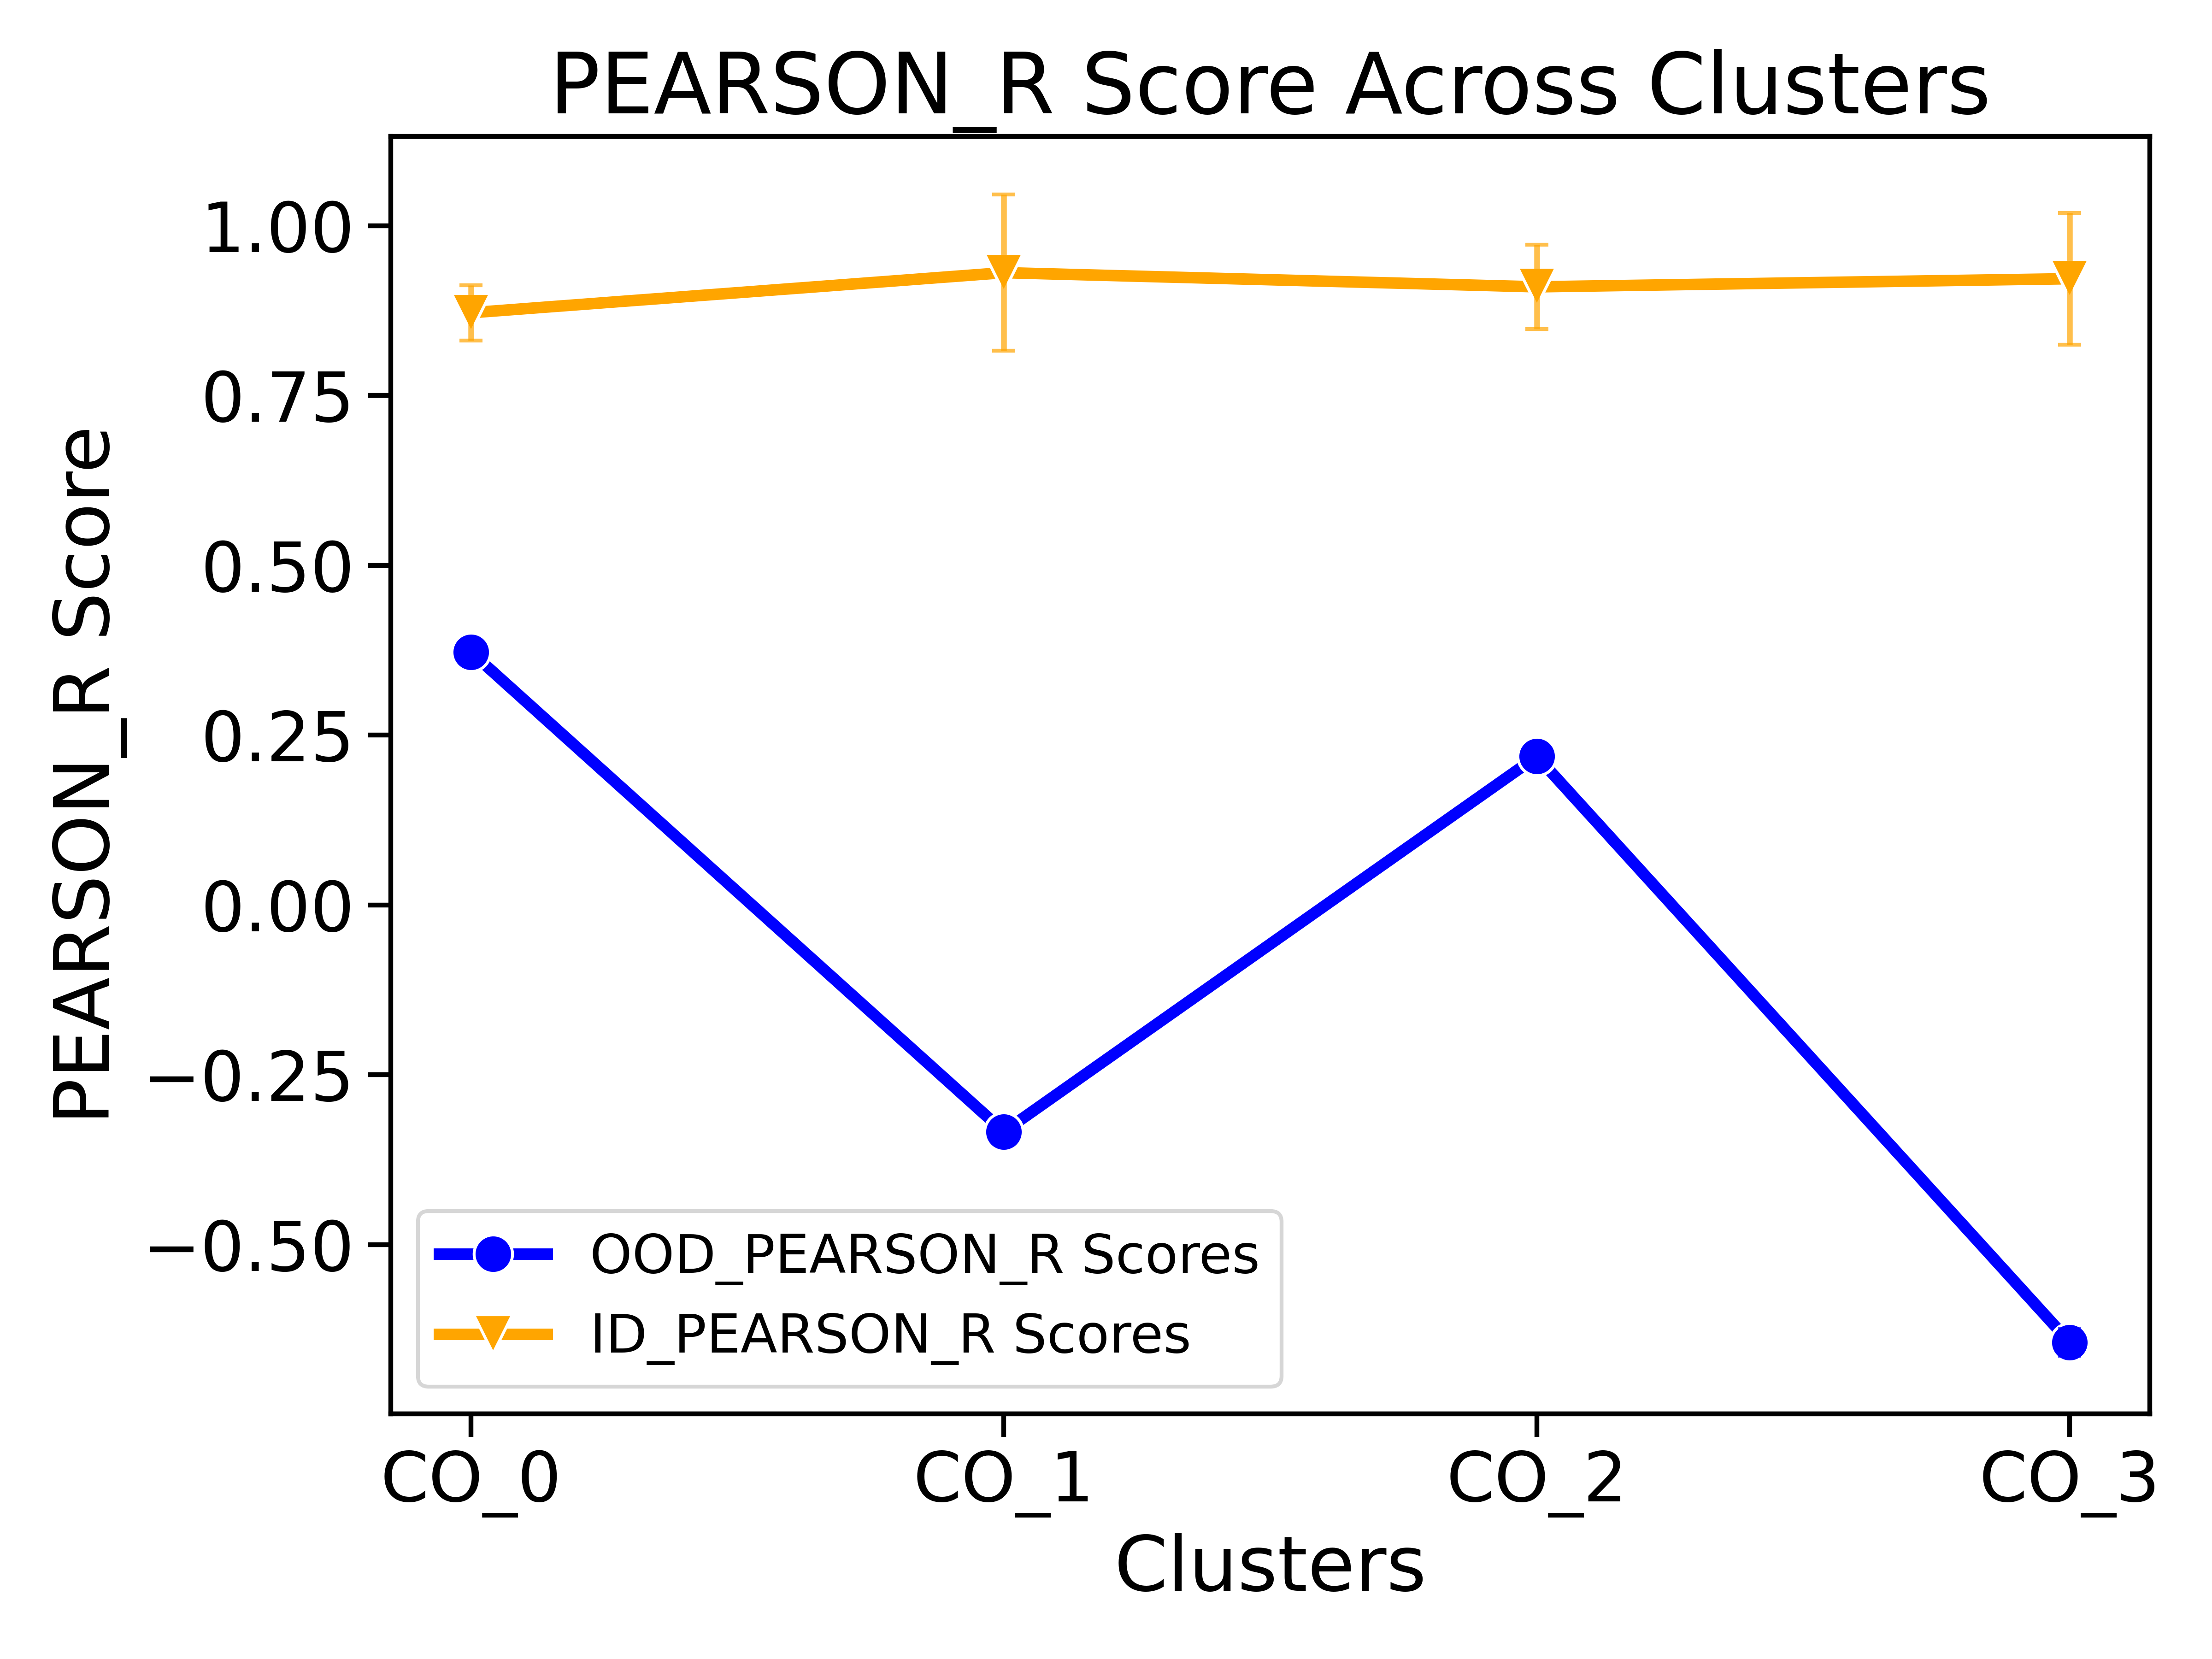 PEARSON_R Score Across Clusters
PEARSON_R Score
1.00
0.75
0.50
0.25
0.00
−0.25
−0.50
OOD_PEARSON_R Scores
ID_PEARSON_R Scores
CO_0 CO_1 CO_2 CO_3
Clusters